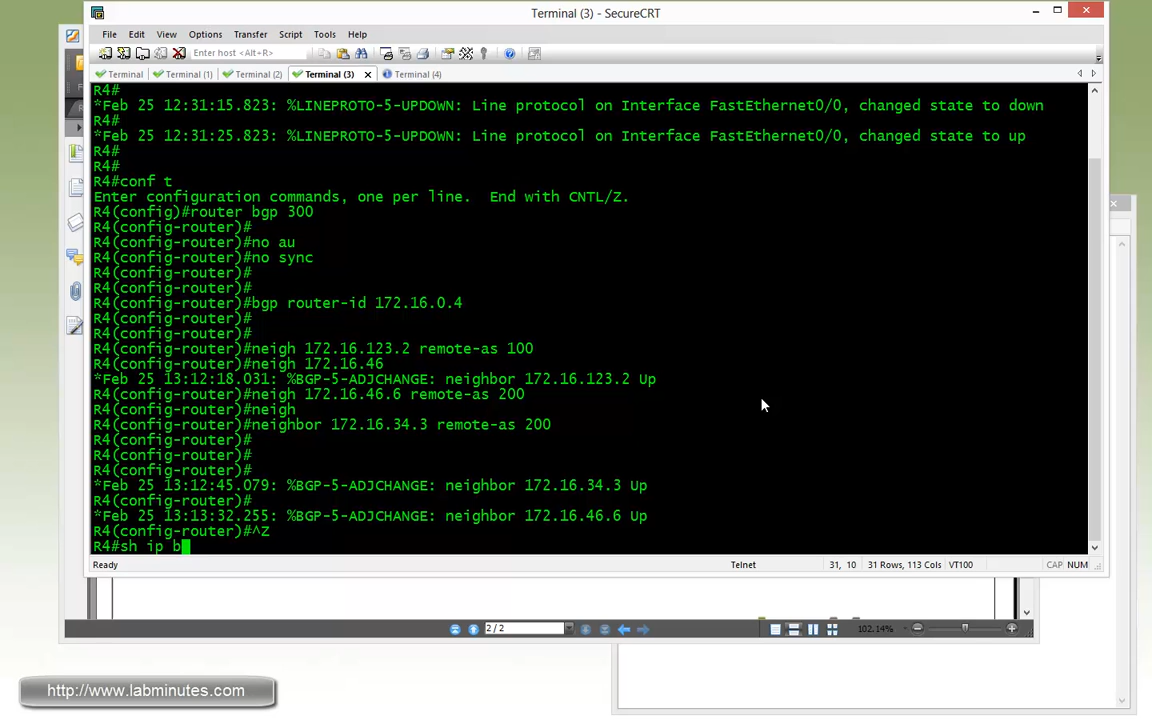 Terminal (3) - SecureCRT
File Edit View Options Transfer Script Tools Help
Enter host <Alt+R>
Terminal Terminal (1) Terminal (2) Terminal (3) Terminal (4)
R4#
*Feb 25 12:31:15.823: %LINEPROTO-5-UPDOWN: Line protocol on Interface FastEthernet0/0, changed state to down
R4#
*Feb 25 12:31:25.823: %LINEPROTO-5-UPDOWN: Line protocol on Interface FastEthernet0/0, changed state to up
R4#
R4#
R4#conf t
Enter configuration commands, one per line.  End with CNTL/Z.
R4(config)#router bgp 300
R4(config-router)#
R4(config-router)#no au
R4(config-router)#no sync
R4(config-router)#
R4(config-router)#
R4(config-router)#bgp router-id 172.16.0.4
R4(config-router)#
R4(config-router)#
R4(config-router)#neigh 172.16.123.2 remote-as 100
R4(config-router)#neigh 172.16.46
*Feb 25 13:12:18.031: %BGP-5-ADJCHANGE: neighbor 172.16.123.2 Up
R4(config-router)#neigh 172.16.46.6 remote-as 200
R4(config-router)#neigh
R4(config-router)#neighbor 172.16.34.3 remote-as 200
R4(config-router)#
R4(config-router)#
R4(config-router)#
*Feb 25 13:12:45.079: %BGP-5-ADJCHANGE: neighbor 172.16.34.3 Up
R4(config-router)#
*Feb 25 13:13:32.255: %BGP-5-ADJCHANGE: neighbor 172.16.46.6 Up
R4(config-router)#^Z
R4#sh ip b
Ready Telnet 31, 10 31 Rows, 113 Cols VT100 CAP NUM
2 / 2 102.14%
http://www.labminutes.com